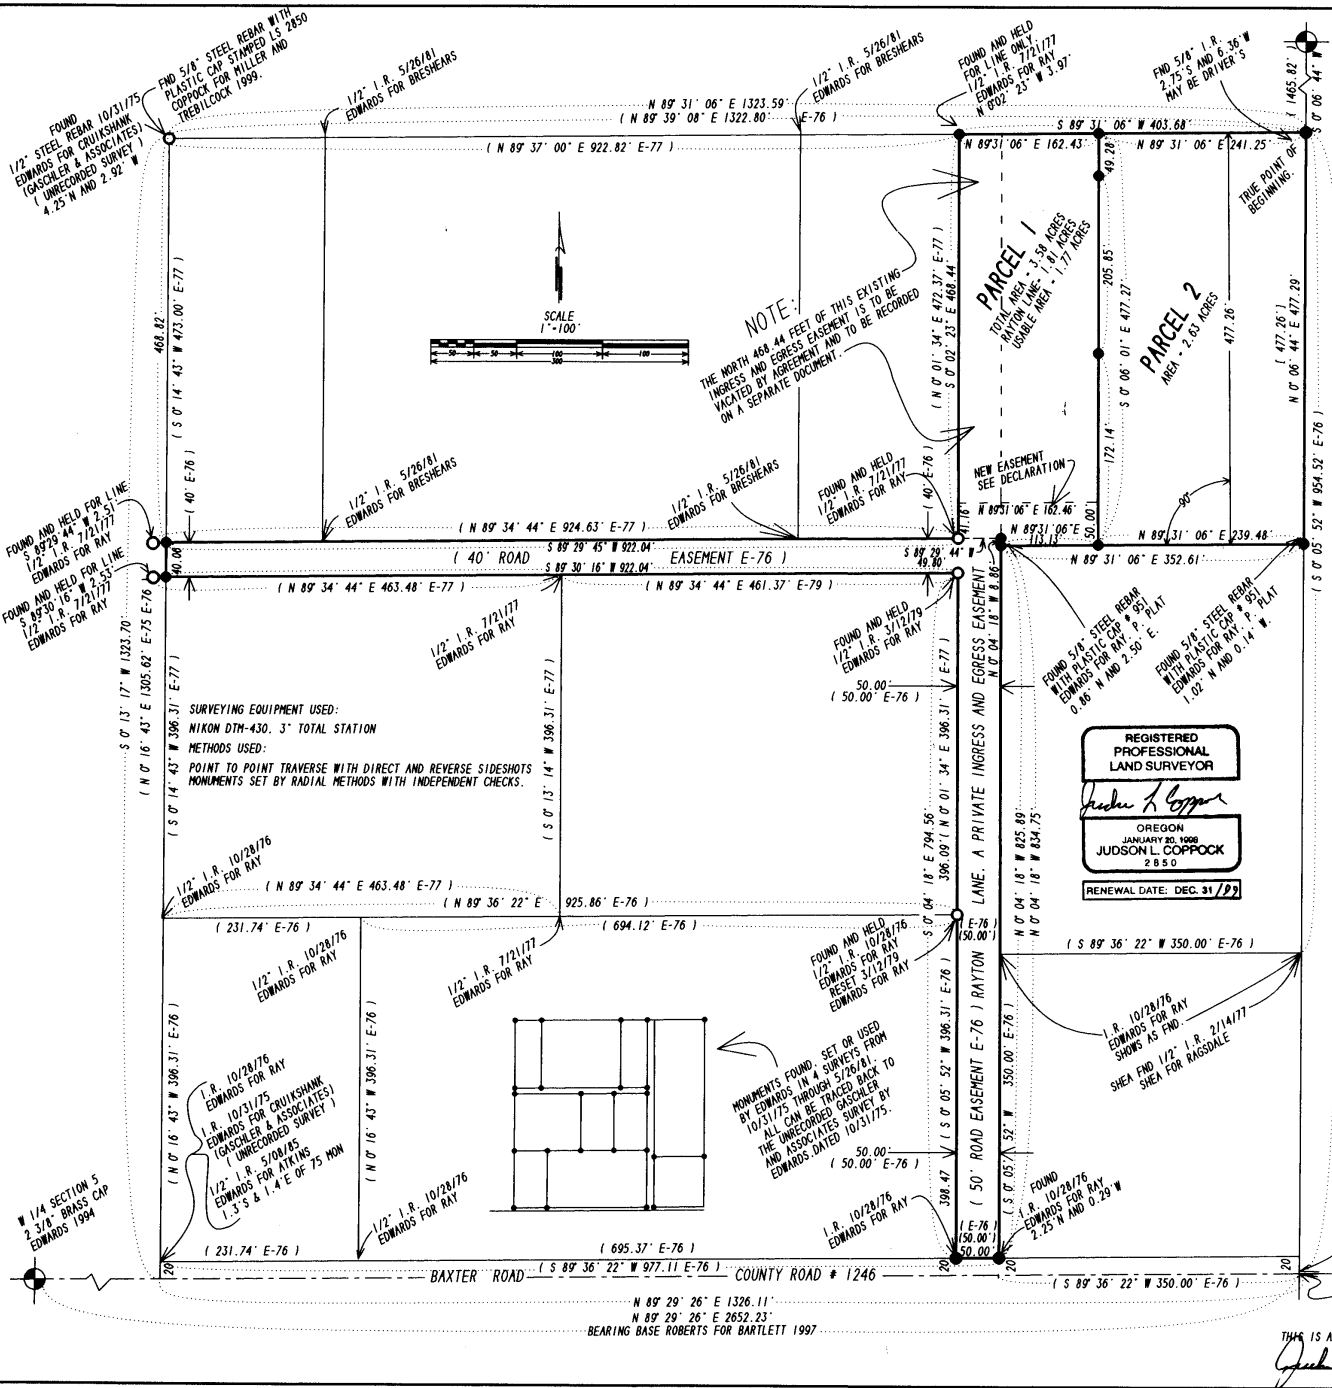 FOUND
1/2" STEEL REBAR 10/31/75
EDWARDS FOR CRUIKSHANK
(GASCHLER & ASSOCIATES)
( UNRECORDED SURVEY )
4.25' N AND 2.92' W
FND 5/8" STEEL REBAR WITH
PLASTIC CAP STAMPED LS 2850
COPPOCK FOR MILLER AND
TREBILCOCK 1999.
1/2" I.R. 5/26/81
EDWARDS FOR BRESHEARS
1/2" I.R. 5/26/81
EDWARDS FOR BRESHEARS
FOUND AND HELD
FOR LINE ONLY.
1/2" I.R. 7/21/77
EDWARDS FOR RAY
N 0°02' 23" W 3.97'
FND 5/8" I.R.
2.75'S AND 6.36'W
MAY BE DRIVER'S
( 1465.82' )
S 0° 06' 44" W
N 89° 31' 06" E 1323.59'
( N 89° 39' 08" E 1322.80' E-76 )
( N 89° 37' 00" E 922.82' E-77 )
S 89° 31' 06" W 403.68'
N 89°31' 06" E 162.43'
N 89° 31' 06" E 241.25'
TRUE POINT OF
BEGINNING.
49.28'
205.85'
172.14'
S 0° 06' 01" E 477.27'
477.26'
[ 477.26' ]
N 0° 06' 44" E 477.29'
( S 0° 05' 52" W 954.52' E-76 )
PARCEL 1
TOTAL AREA - 3.58 ACRES
RAYTON LANE- 1.81 ACRES
USABLE AREA - 1.77 ACRES
PARCEL 2
AREA - 2.63 ACRES
SCALE
1"=100'
50
50
100
100
300
NOTE:
THE NORTH 468.44 FEET OF THIS EXISTING
INGRESS AND EGRESS EASEMENT IS TO BE
VACATED BY AGREEMENT AND TO BE RECORDED
ON A SEPARATE DOCUMENT.
468.82'
( S 0° 14' 43" W 473.00' E-77 )
( 40' E-76 )
( N 0° 01' 34" E 472.37' E-77 )
S 0° 02' 23" E 468.44'
( 40' E-76 )
NEW EASEMENT
SEE DECLARATION
N 89°31' 06" E 162.46'
N 89°31' 06"E
113.13'
41.16'
50.00'
90°
N 89° 31' 06" E 239.48'
N 89° 31' 06" E 352.61'
FOUND AND HELD FOR LINE
S 89°29' 44" W 2.51'
1/2" I.R. 7/21/77
EDWARDS FOR RAY
FOUND AND HELD FOR LINE
S 89°30' 16" W 2.53'
1/2" I.R. 7/21/77
EDWARDS FOR RAY
1/2" I.R. 5/26/81
EDWARDS FOR BRESHEARS
1/2" I.R. 5/26/81
EDWARDS FOR BRESHEARS
FOUND AND HELD
1/2" I.R. 7/21/77
EDWARDS FOR RAY
( N 89° 34' 44" E 924.63' E-77 )
S 89° 29' 45" W 922.04'
( 40' ROAD EASEMENT E-76 )
S 89° 30' 16" W 922.04'
S 89° 29' 44" W
49.80'
40.08
( N 89° 34' 44" E 463.48' E-77 )
( N 89° 34' 44" E 461.37' E-79 )
1/2" I.R. 7/21/77
EDWARDS FOR RAY
FOUND AND HELD
1/2" I.R. 3/12/79
EDWARDS FOR RAY
N 0° 04' 18" W 8.86'
FOUND 5/8" STEEL REBAR
WITH PLASTIC CAP # 951
EDWARDS FOR RAY. P. PLAT
0.86' N AND 2.50' E.
FOUND 5/8" STEEL REBAR
WITH PLASTIC CAP # 951
EDWARDS FOR RAY. P. PLAT
1.02' N AND 0.14' W.
S 0° 13' 17" W 1323.70'
( N 0° 16' 43" E 1305.62' E-75 E-76 )
( S 0° 14' 43" W 396.31' E-77 )
( S 0° 13' 14" W 396.31' E-77 )
SURVEYING EQUIPMENT USED:
NIKON DTM-430. 3" TOTAL STATION
METHODS USED:
POINT TO POINT TRAVERSE WITH DIRECT AND REVERSE SIDESHOTS
MONUMENTS SET BY RADIAL METHODS WITH INDEPENDENT CHECKS.
50.00'
( 50.00' E-76 )
S 0° 04' 18" E 794.56'
396.09'
( N 0° 01' 34" E 396.31' E-77 )
( 50' ROAD EASEMENT E-76 ) RAYTON LANE. A PRIVATE INGRESS AND EGRESS EASEMENT
N 0° 04' 18" W 825.89'
N 0° 04' 18" W 834.75'
REGISTERED
PROFESSIONAL
LAND SURVEYOR
OREGON
JANUARY 20, 1998
JUDSON L. COPPOCK
2850
RENEWAL DATE: DEC. 31/99
1/2" I.R. 10/28/76
EDWARDS FOR RAY
( N 89° 34' 44" E 463.48' E-77 )
( N 89° 36' 22" E 925.86' E-76 )
( 231.74' E-76 )
( 694.12' E-76 )
( E-76 )
(50.00')
( S 89° 36' 22" W 350.00' E-76 )
1/2" I.R. 10/28/76
EDWARDS FOR RAY
1/2" I.R. 7/21/77
EDWARDS FOR RAY
FOUND AND HELD
1/2" I.R. 10/28/76
EDWARDS FOR RAY
RESET 3/12/79
EDWARDS FOR RAY
I.R. 10/28/76
EDWARDS FOR RAY
SHOWS AS FND.
SHEA FND 1/2" I.R. 2/14/77
SHEA FOR RAGSDALE
( N 0° 16' 43" W 396.31' E-76 )
( N 0° 16' 43" W 396.31' E-76 )
398.47
( S 0° 05' 52" W 396.31' E-76 )
( S 0° 05' 52" W 350.00' E-76 )
MONUMENTS FOUND, SET OR USED
BY EDWARDS IN 4 SURVEYS FROM
10/31/75 THROUGH 5/26/81.
ALL CAN BE TRACED BACK TO
THE UNRECORDED GASCHLER
AND ASSOCIATES SURVEY BY
EDWARDS DATED 10/31/75.
50.00'
( 50.00' E-76 )
I.R. 10/28/76
EDWARDS FOR RAY
I.R. 10/31/75
EDWARDS FOR CRUIKSHANK
(GASCHLER & ASSOCIATES)
( UNRECORDED SURVEY )
1/2" I.R. 5/08/85
EDWARDS FOR ATKINS
1.3'S & 1.4'E OF 75 MON
1/2" I.R. 10/28/76
EDWARDS FOR RAY
I.R. 10/28/76
EDWARDS FOR RAY
FOUND
I.R. 10/28/76
EDWARDS FOR RAY
2.25'N AND 0.29'W
W 1/4 SECTION 5
2 3/8" BRASS CAP
EDWARDS 1994
( E-76 )
(50.00')
50.00'
( 231.74' E-76 )
( 695.37' E-76 )
20'
20'
20'
20'
BAXTER ROAD
( S 89° 36' 22" W 977.11 E-76 )
COUNTY ROAD # 1246
( S 89° 36' 22" W 350.00' E-76 )
N 89° 29' 26" E 1326.11'
N 89° 29' 26" E 2652.23'
BEARING BASE ROBERTS FOR BARTLETT 1997
THIS IS A